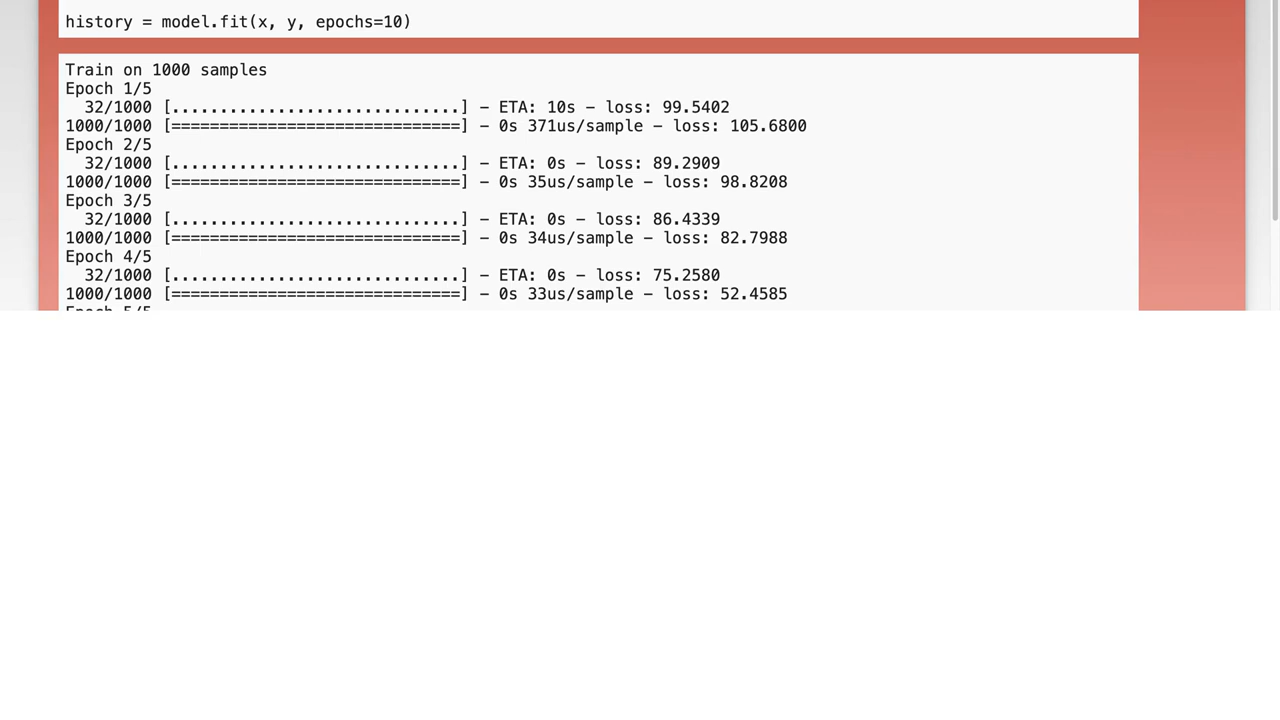 history = model.fit(x, y, epochs=10)
Train on 1000 samples
Epoch 1/5
32/1000 [..............................] - ETA: 10s - loss: 99.5402
1000/1000 [==============================] - 0s 371us/sample - loss: 105.6800
Epoch 2/5
32/1000 [..............................] - ETA: 0s - loss: 89.2909
1000/1000 [==============================] - 0s 35us/sample - loss: 98.8208
Epoch 3/5
32/1000 [..............................] - ETA: 0s - loss: 86.4339
1000/1000 [==============================] - 0s 34us/sample - loss: 82.7988
Epoch 4/5
32/1000 [..............................] - ETA: 0s - loss: 75.2580
1000/1000 [==============================] - 0s 33us/sample - loss: 52.4585
Epoch 5/5